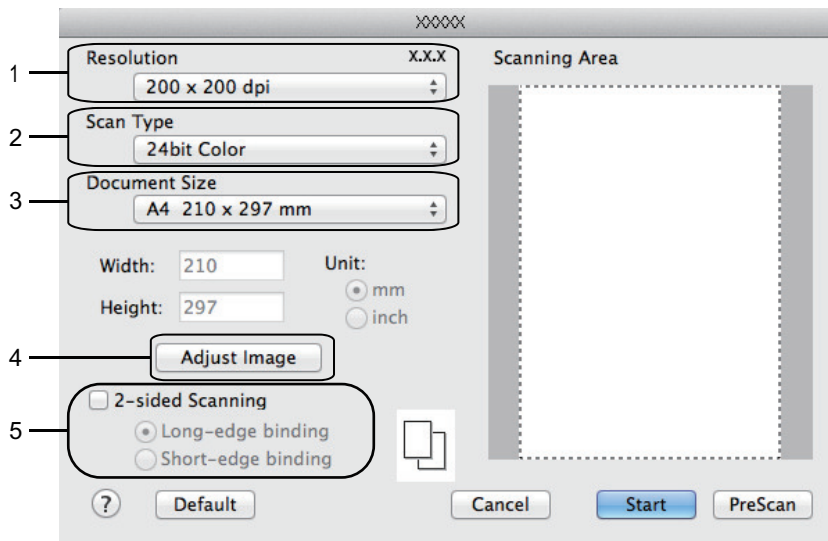 XXXXX
1
Resolution
X.X.X
200 x 200 dpi
2
Scan Type
24bit Color
3
Document Size
A4 210 x 297 mm
Width: 210
Height: 297
Unit:
mm
inch
4
Adjust Image
5
2-sided Scanning
Long-edge binding
Short-edge binding
Scanning Area
?
Default
Cancel
Start
PreScan